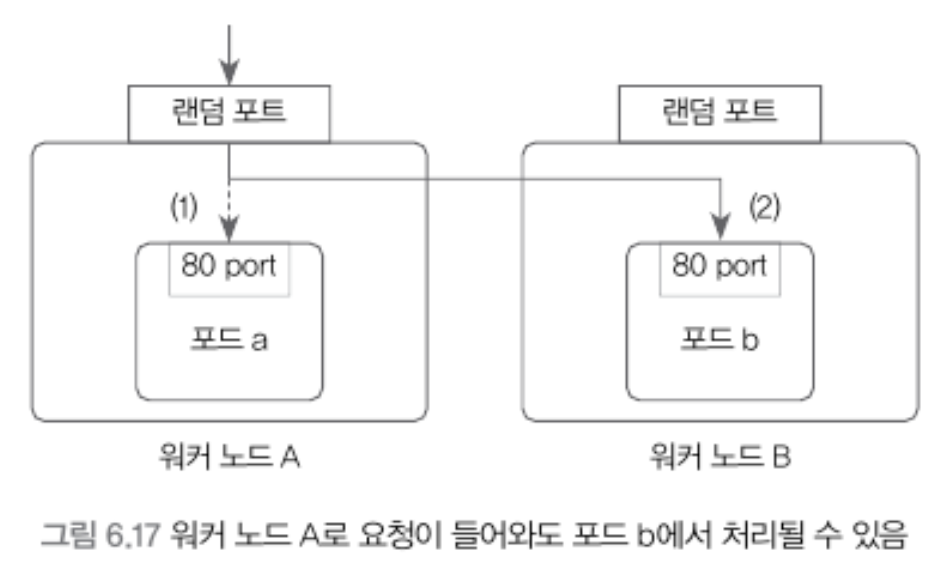 랜덤 포트
랜덤 포트
(1)
(2)
80 port
80 port
포드 a
포드 b
워커 노드 A
워커 노드 B
그림 6.17 워커 노드 A로 요청이 들어와도 포드 b에서 처리될 수 있음